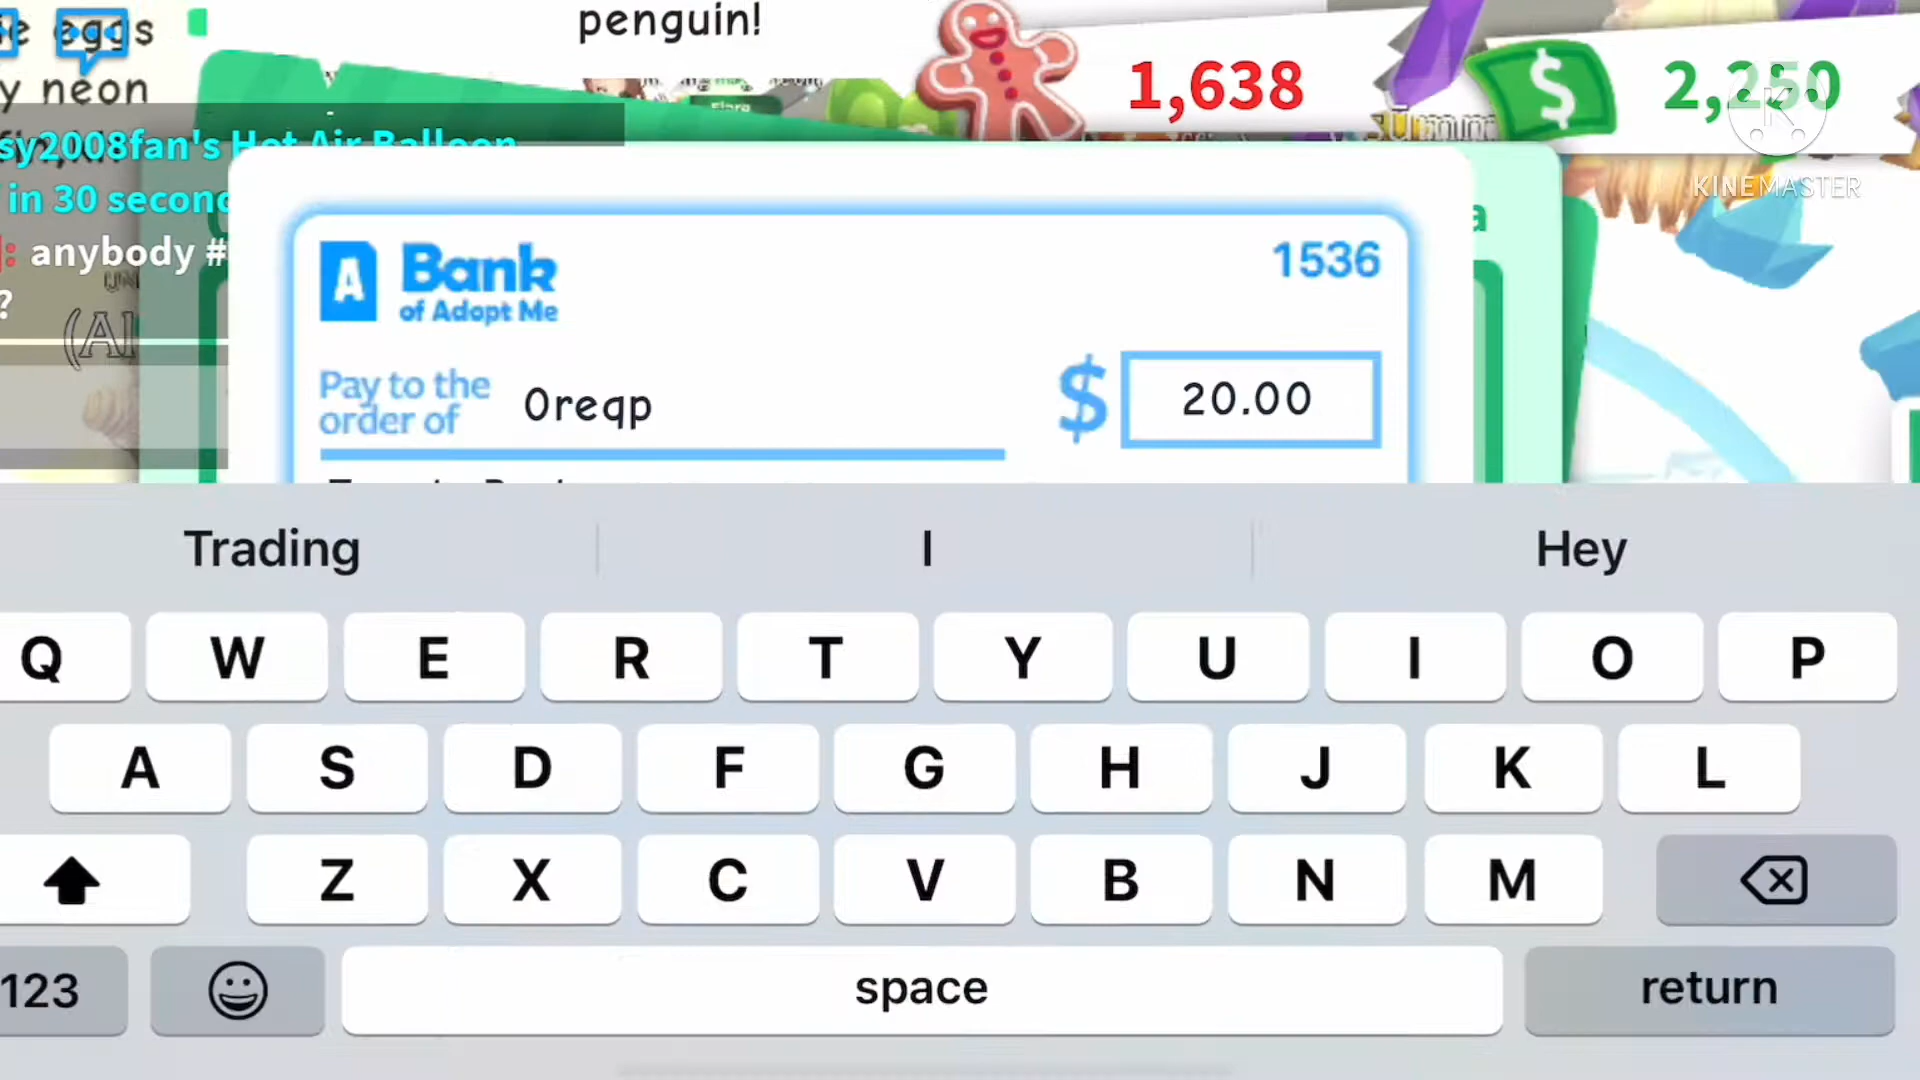 penguin!
eggs
y neon
1,638
2,250
sy2008fan's Hot Air Balloon
in 30 second
KINEMASTER
: anybody #
?
A Bank
of Adopt Me
1536
Pay to the
order of
0reqp
$ 20.00
Trading
I
Hey
Q W E R T Y U I O P
A S D F G H J K L
Z X C V B N M
123
space
return